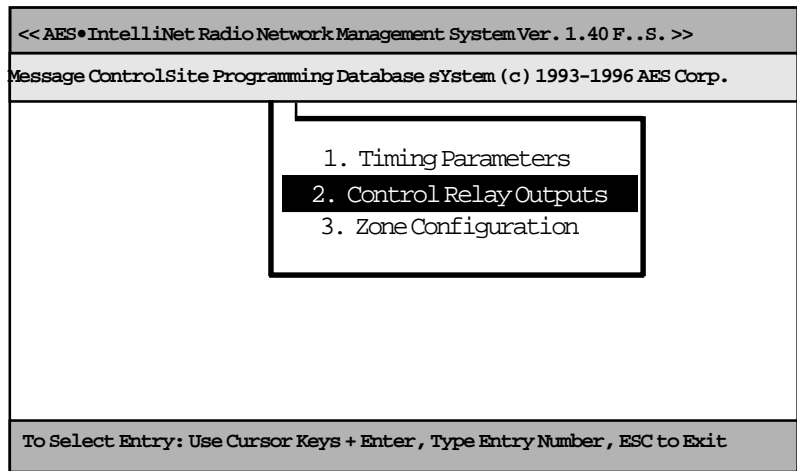 << AES•IntelliNet Radio Network Management System Ver. 1.40 F..S. >>
Message ControlSite Programming Database sYstem (c) 1993-1996 AES Corp.
1. Timing Parameters
2. Control Relay Outputs
3. Zone Configuration
To Select Entry: Use Cursor Keys + Enter, Type Entry Number, ESC to Exit